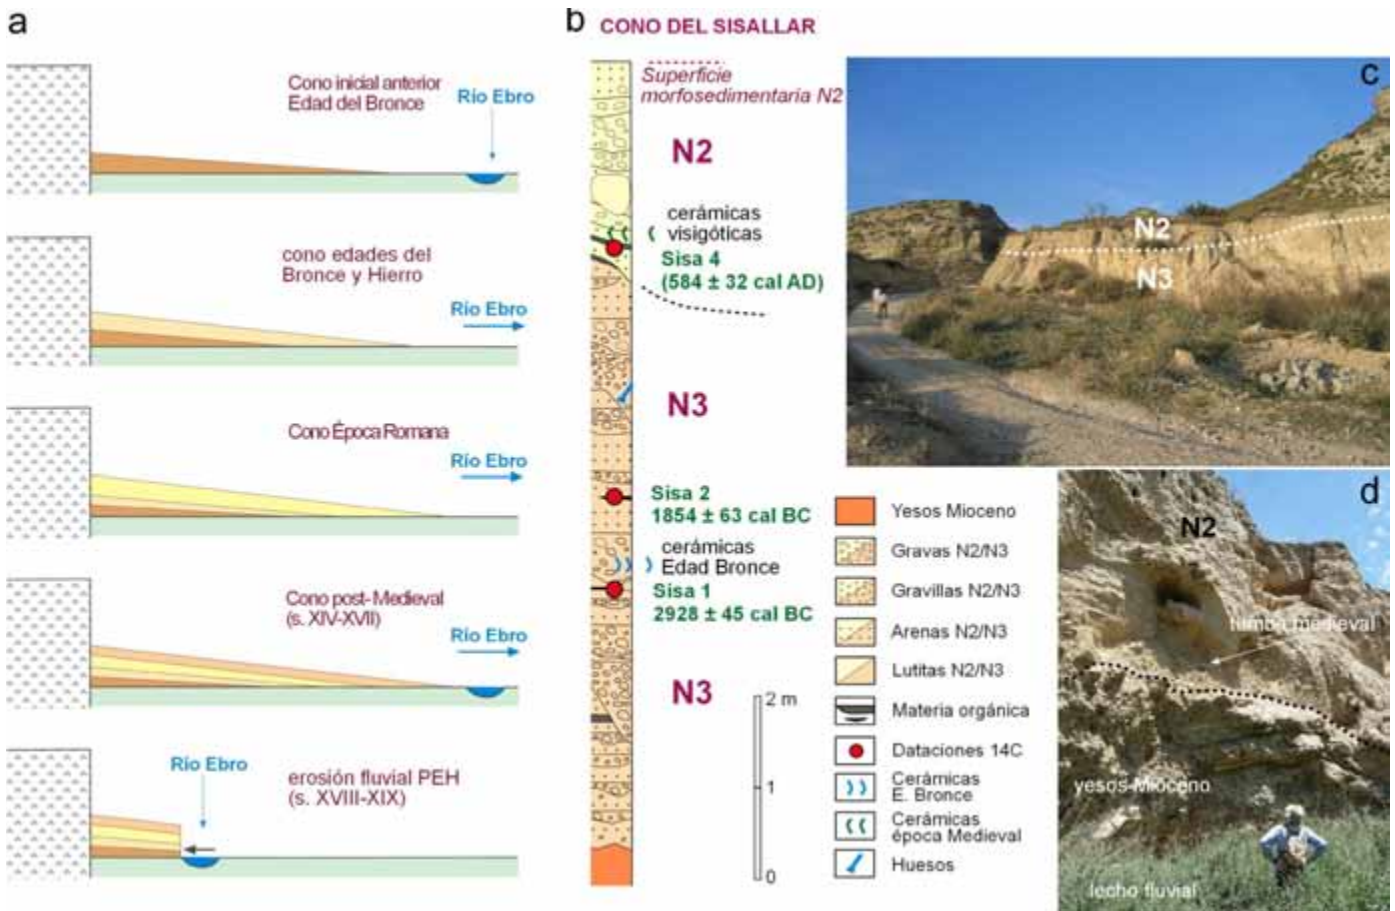 a
Cono inicial anterior
Edad del Bronce
Río Ebro
cono edades del
Bronce y Hierro
Río Ebro
Cono Época Romana
Río Ebro
Cono post-Medieval
(s. XIV-XVII)
Río Ebro
Río Ebro
erosión fluvial PEH
(s. XVIII-XIX)
b
CONO DEL SISALLAR
Superficie
morfosedimentaria N2
N2
cerámicas
visigóticas
Sisa 4
(584 ± 32 cal AD)
N3
Sisa 2
1854 ± 63 cal BC
cerámicas
Edad Bronce
Sisa 1
2928 ± 45 cal BC
N3
2 m
1
0
Yesos Mioceno
Gravas N2/N3
Gravillas N2/N3
Arenas N2/N3
Lutitas N2/N3
Materia orgánica
Dataciones 14C
Cerámicas
E. Bronce
Cerámicas
época Medieval
Huesos
c
N2
N3
d
N2
tumba medieval
yesos Mioceno
lecho fluvial